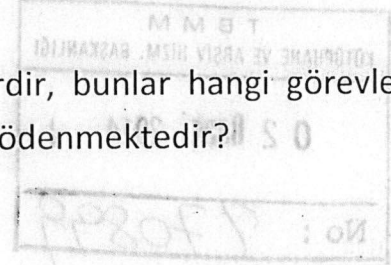 T B M M
KÜTÜPHANE VE ARŞİV HİZM. BAŞKANLIĞI
rdir, bunlar hangi görevle
ödenmektedir?
0 2
No :